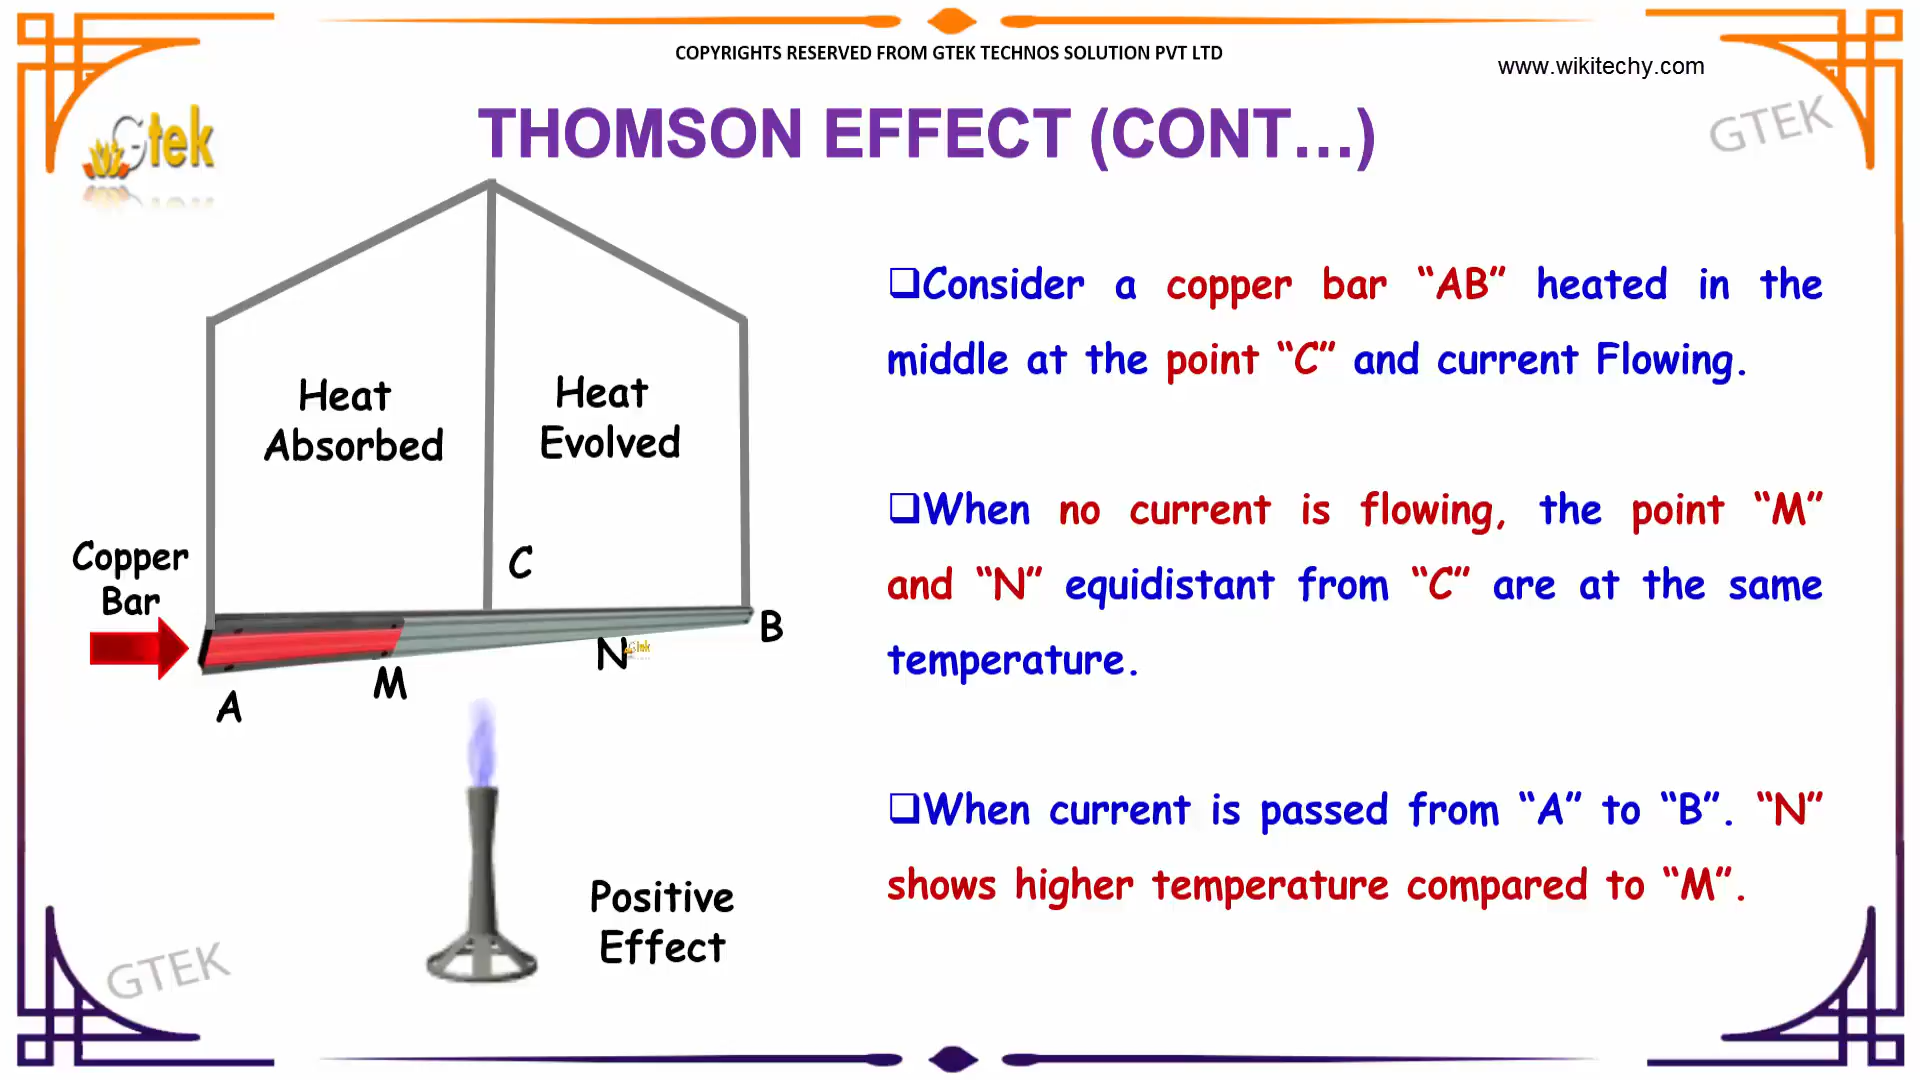 COPYRIGHTS RESERVED FROM GTEK TECHNOS SOLUTION PVT LTD
www.wikitechy.com
Gtek
THOMSON EFFECT (CONT...)
GTEK
❑Consider a copper bar “AB” heated in the
middle at the point “C” and current Flowing.
❑When no current is flowing, the point “M”
and “N” equidistant from “C” are at the same
temperature.
❑When current is passed from “A” to “B”. “N”
shows higher temperature compared to “M”.
Heat
Absorbed
Heat
Evolved
Copper
Bar
C
B
N
Gtek
M
A
Positive
Effect
GTEK